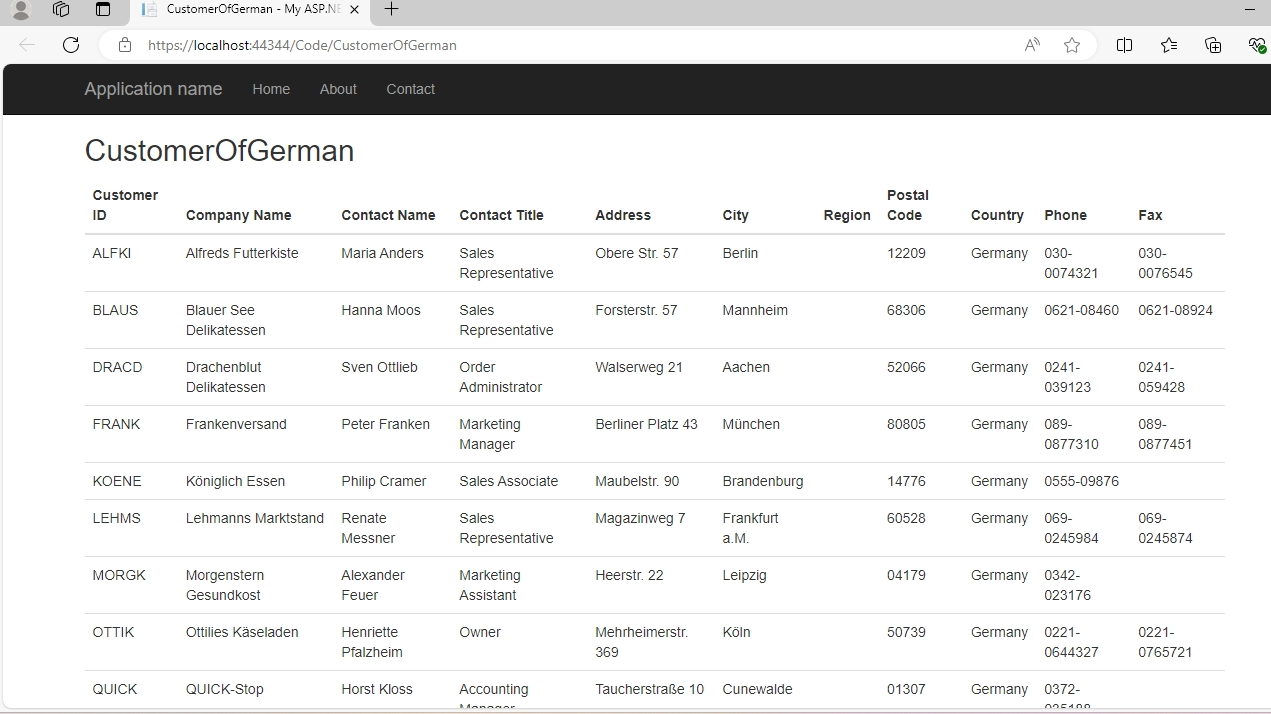 CustomerOfGerman - My ASP.NE
https://localhost:44344/Code/CustomerOfGerman
Application name Home About Contact
CustomerOfGerman
Customer ID Company Name Contact Name Contact Title Address City Region Postal Code Country Phone Fax
ALFKI Alfreds Futterkiste Maria Anders Sales Representative Obere Str. 57 Berlin 12209 Germany 030-0074321 030-0076545
BLAUS Blauer See Delikatessen Hanna Moos Sales Representative Forsterstr. 57 Mannheim 68306 Germany 0621-08460 0621-08924
DRACD Drachenblut Delikatessen Sven Ottlieb Order Administrator Walserweg 21 Aachen 52066 Germany 0241-039123 0241-059428
FRANK Frankenversand Peter Franken Marketing Manager Berliner Platz 43 München 80805 Germany 089-0877310 089-0877451
KOENE Königlich Essen Philip Cramer Sales Associate Maubelstr. 90 Brandenburg 14776 Germany 0555-09876
LEHMS Lehmanns Marktstand Renate Messner Sales Representative Magazinweg 7 Frankfurt a.M. 60528 Germany 069-0245984 069-0245874
MORGK Morgenstern Gesundkost Alexander Feuer Marketing Assistant Heerstr. 22 Leipzig 04179 Germany 0342-023176
OTTIK Ottilies Käseladen Henriette Pfalzheim Owner Mehrheimerstr. 369 Köln 50739 Germany 0221-0644327 0221-0765721
QUICK QUICK-Stop Horst Kloss Accounting Manager Taucherstraße 10 Cunewalde 01307 Germany 0372-